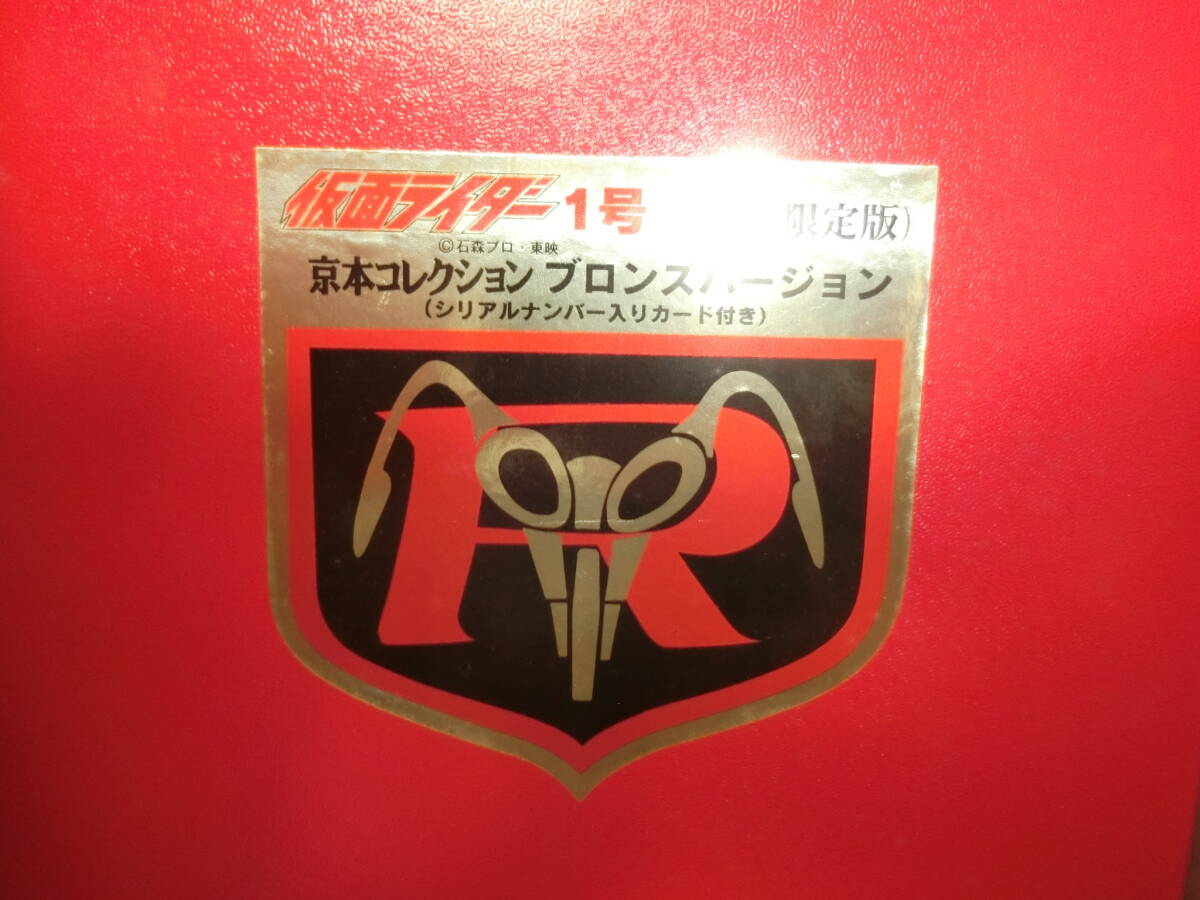 仮面ライダー1号 限定版)
©石森プロ・東映
京本コレクション ブロンズバージョン
(シリアルナンバー入りカード付き)